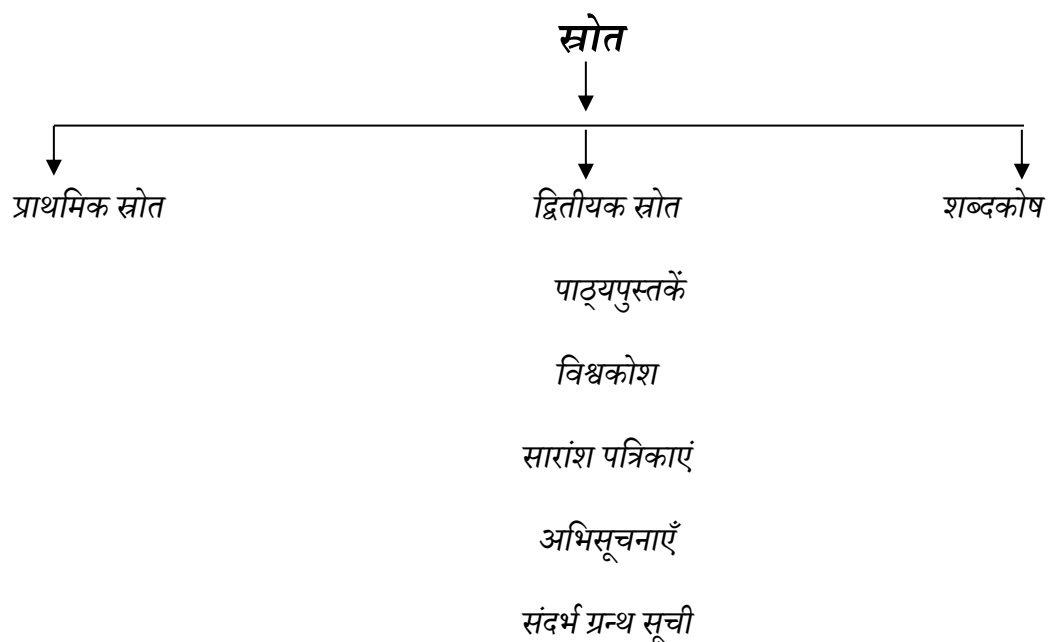 स्रोत
प्राथमिक स्रोत द्वितीयक स्रोत शब्दकोष
पाठ्यपुस्तकें
विश्वकोश
सारांश पत्रिकाएं
अभिसूचनाएँ
संदर्भ ग्रन्थ सूची